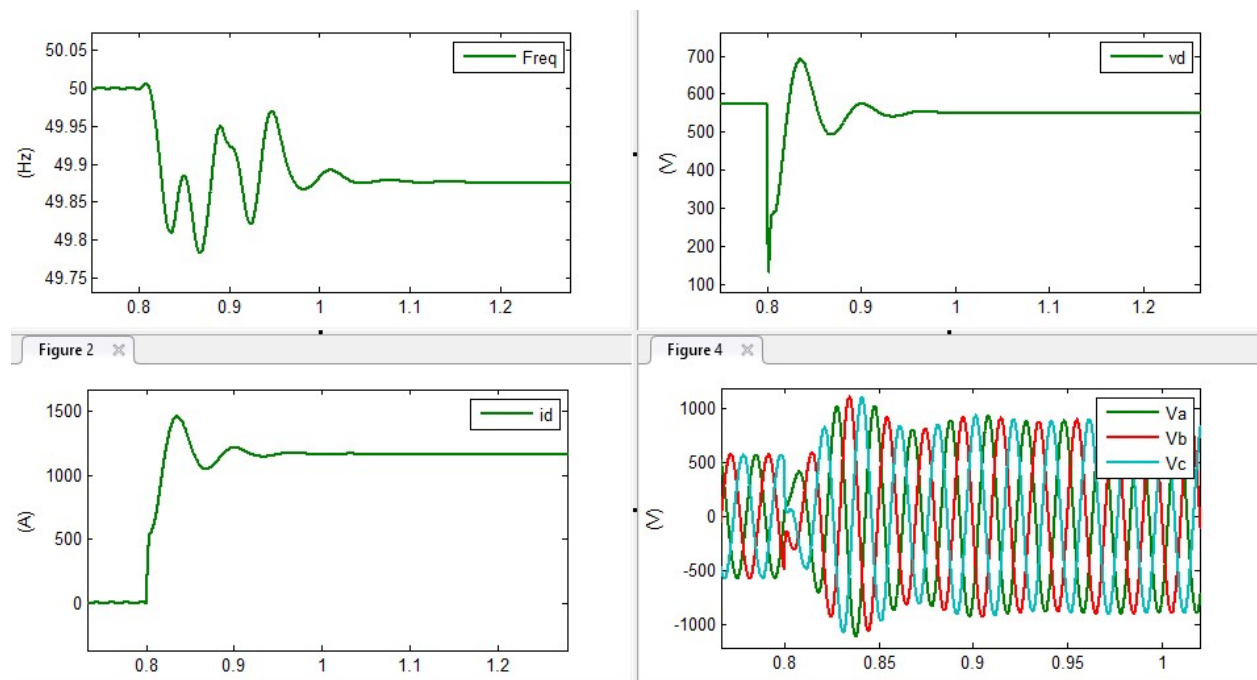 50.05
50
49.95
49.9
49.85
49.8
49.75
(Hz)
Freq
0.8 0.9 1 1.1 1.2
700
600
500
400
300
200
100
(V)
vd
0.8 0.9 1 1.1 1.2
Figure 2
1500
1000
500
0
(A)
id
0.8 0.9 1 1.1 1.2
Figure 4
1000
500
0
-500
-1000
(V)
Va
Vb
Vc
0.8 0.85 0.9 0.95 1